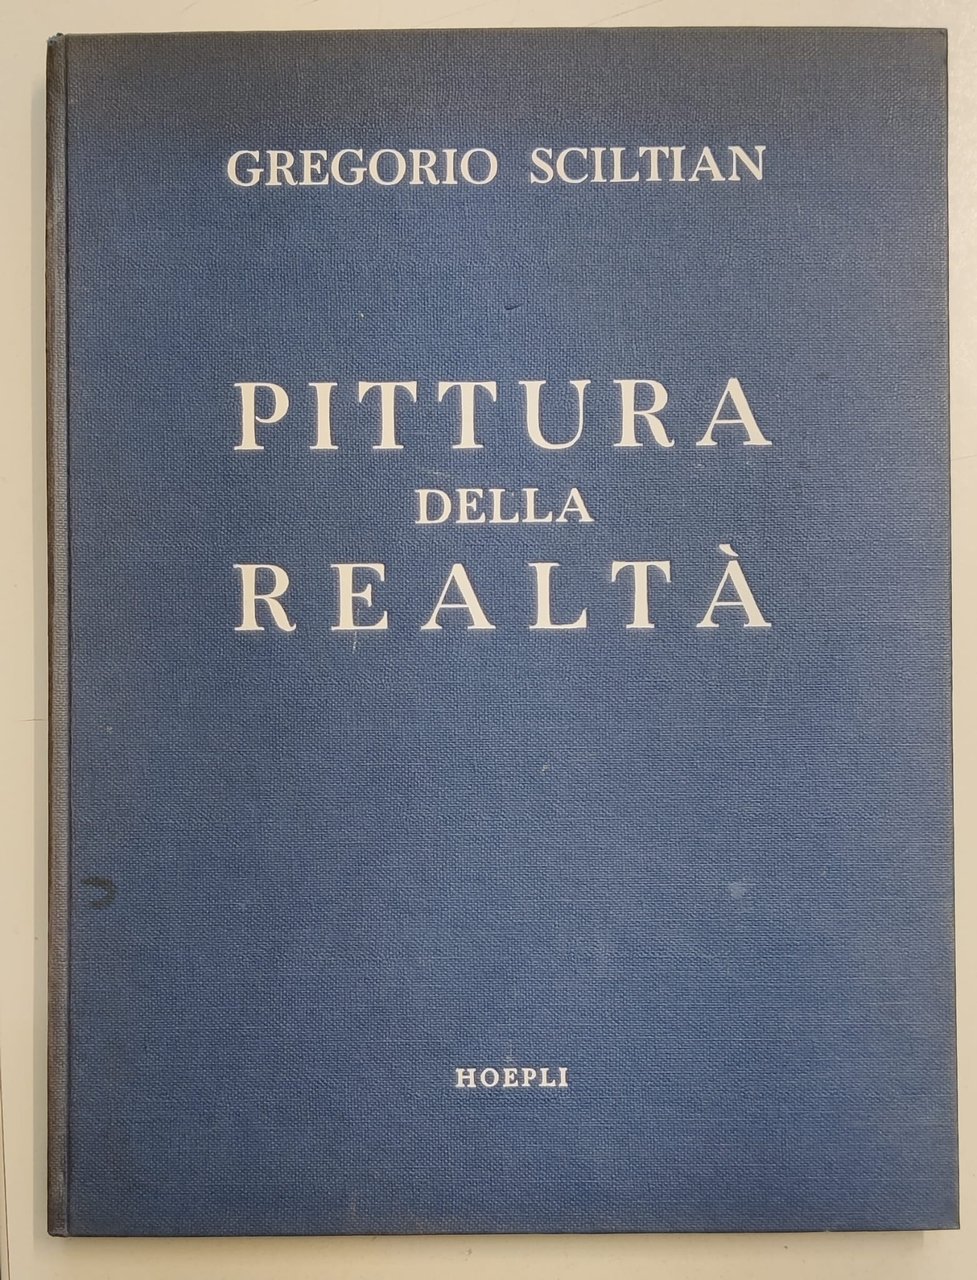 GREGORIO SCILTIAN
PITTURA
DELLA
REALTÀ
HOEPLI